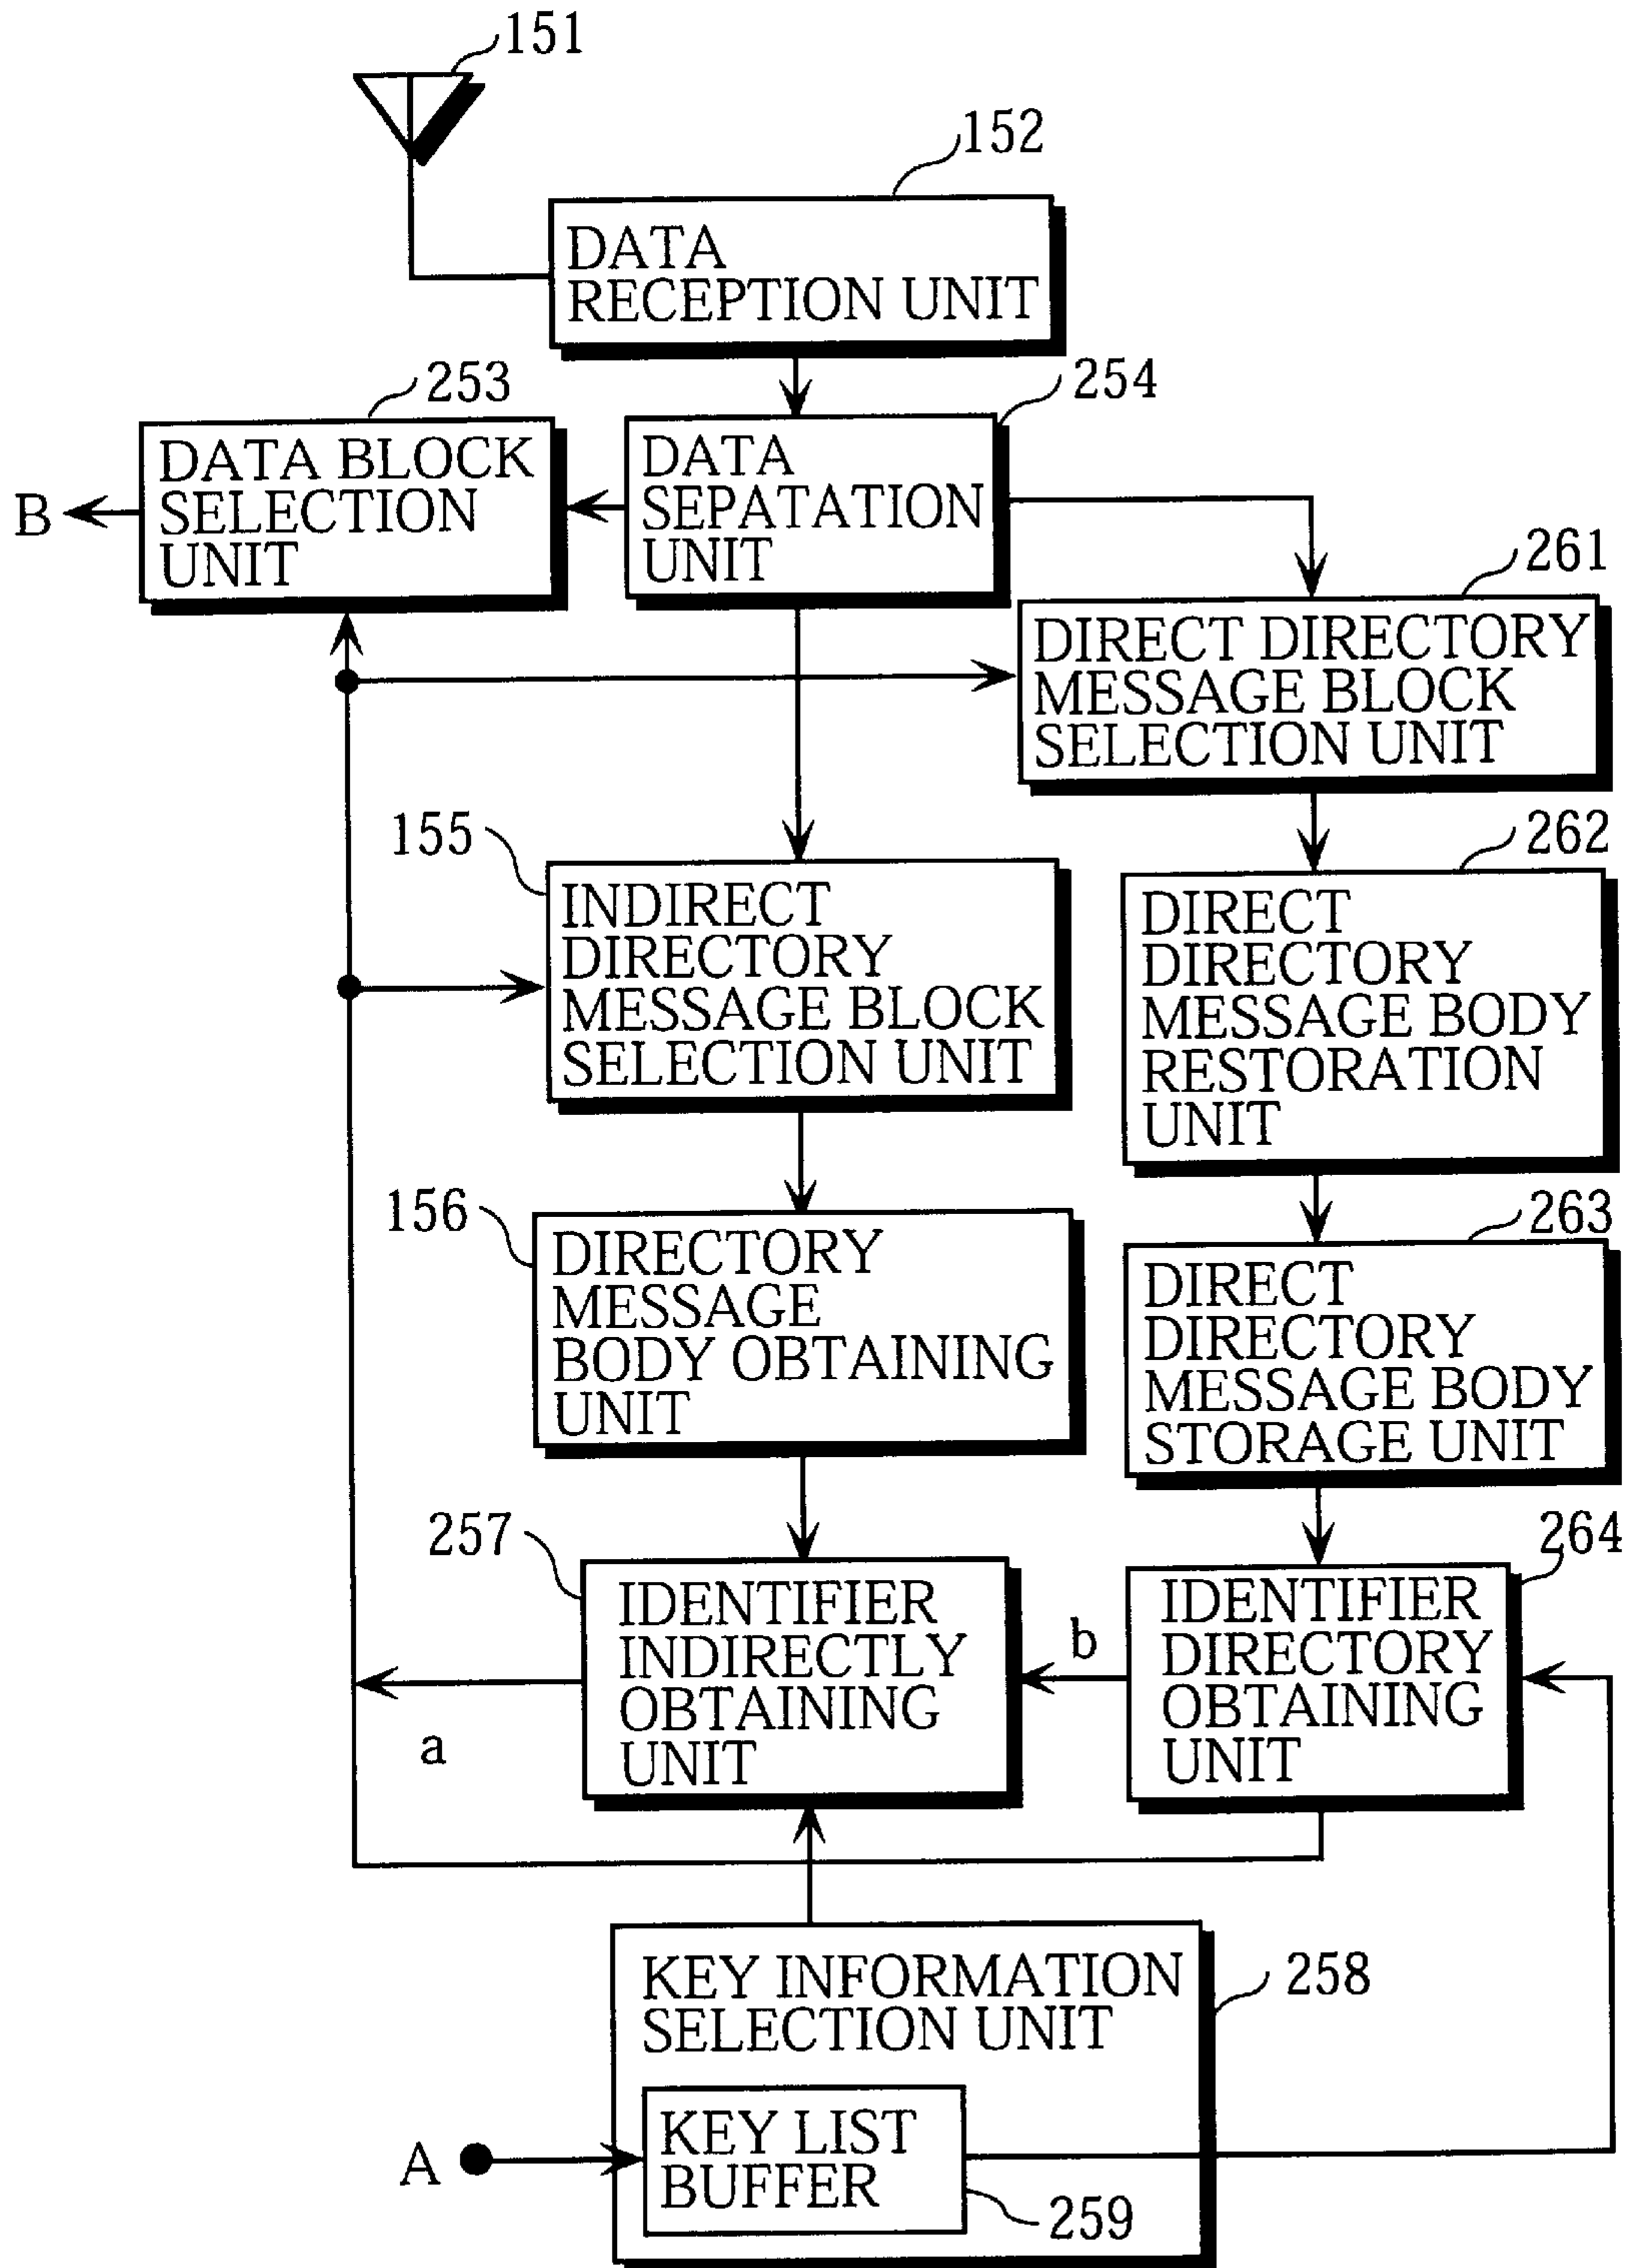 151
152
DATA
RECEPTION UNIT
253
254
B
DATA BLOCK
SELECTION
UNIT
DATA
SEPATATION
UNIT
261
DIRECT DIRECTORY
MESSAGE BLOCK
SELECTION UNIT
155
INDIRECT
DIRECTORY
MESSAGE BLOCK
SELECTION UNIT
262
DIRECT
DIRECTORY
MESSAGE BODY
RESTORATION
UNIT
156
DIRECTORY
MESSAGE
BODY OBTAINING
UNIT
263
DIRECT
DIRECTORY
MESSAGE BODY
STORAGE UNIT
257
IDENTIFIER
INDIRECTLY
OBTAINING
UNIT
a
b
264
IDENTIFIER
DIRECTORY
OBTAINING
UNIT
KEY INFORMATION
SELECTION UNIT
258
A
KEY LIST
BUFFER
259